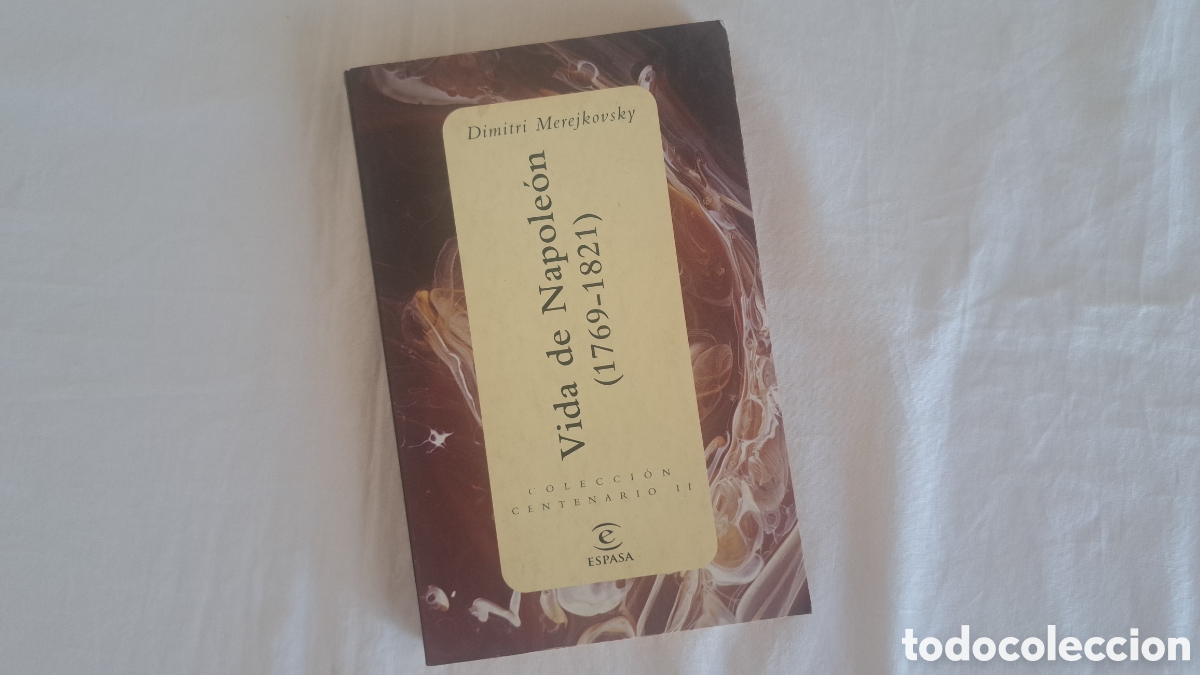 Dimitri Merejkovsky
Vida de Napoleón
(1769-1821)
COLECCIÓN
CENTENARIO II
e
ESPASA
todocoleccion